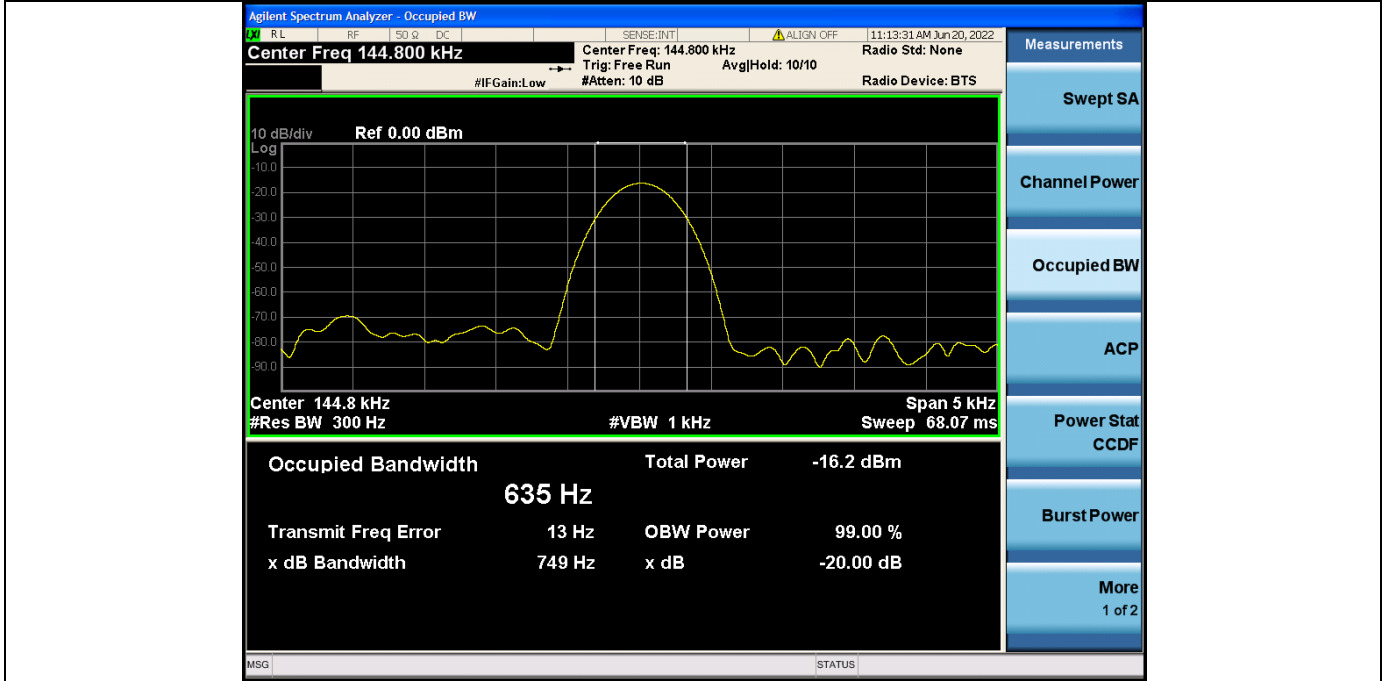 Agilent Spectrum Analyzer - Occupied BW
LXI RL RF 50 Ω DC SENSE:INT ALIGN OFF 11:13:31 AM Jun 20, 2022
Center Freq 144.800 kHz Center Freq: 144.800 kHz Radio Std: None
Trig: Free Run Avg|Hold: 10/10
#IFGain:Low #Atten: 10 dB Radio Device: BTS
10 dB/div Ref 0.00 dBm
Log
-10.0
-20.0
-30.0
-40.0
-50.0
-60.0
-70.0
-80.0
-90.0
Center 144.8 kHz Span 5 kHz
#Res BW 300 Hz #VBW 1 kHz Sweep 68.07 ms
Occupied Bandwidth Total Power -16.2 dBm
635 Hz
Transmit Freq Error 13 Hz OBW Power 99.00 %
x dB Bandwidth 749 Hz x dB -20.00 dB
MSG STATUS
Measurements
Swept SA
Channel Power
Occupied BW
ACP
Power Stat
CCDF
Burst Power
More
1 of 2